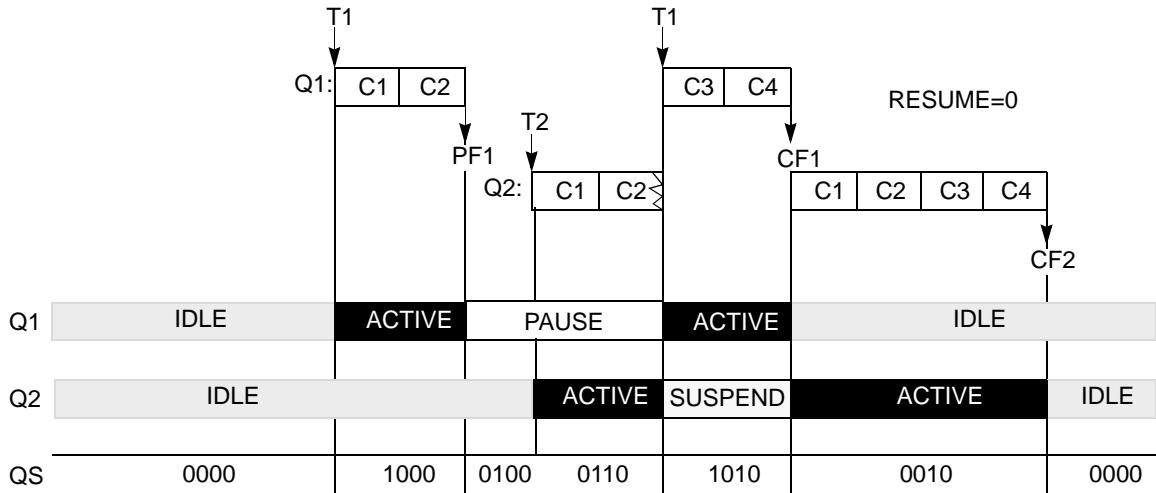 T1 T1
Q1: C1 C2 C3 C4 RESUME=0
T2
PF1 CF1
Q2: C1 C2 C1 C2 C3 C4
CF2
Q1 IDLE ACTIVE PAUSE ACTIVE IDLE
Q2 IDLE ACTIVE SUSPEND ACTIVE IDLE
QS 0000 1000 0100 0110 1010 0010 0000